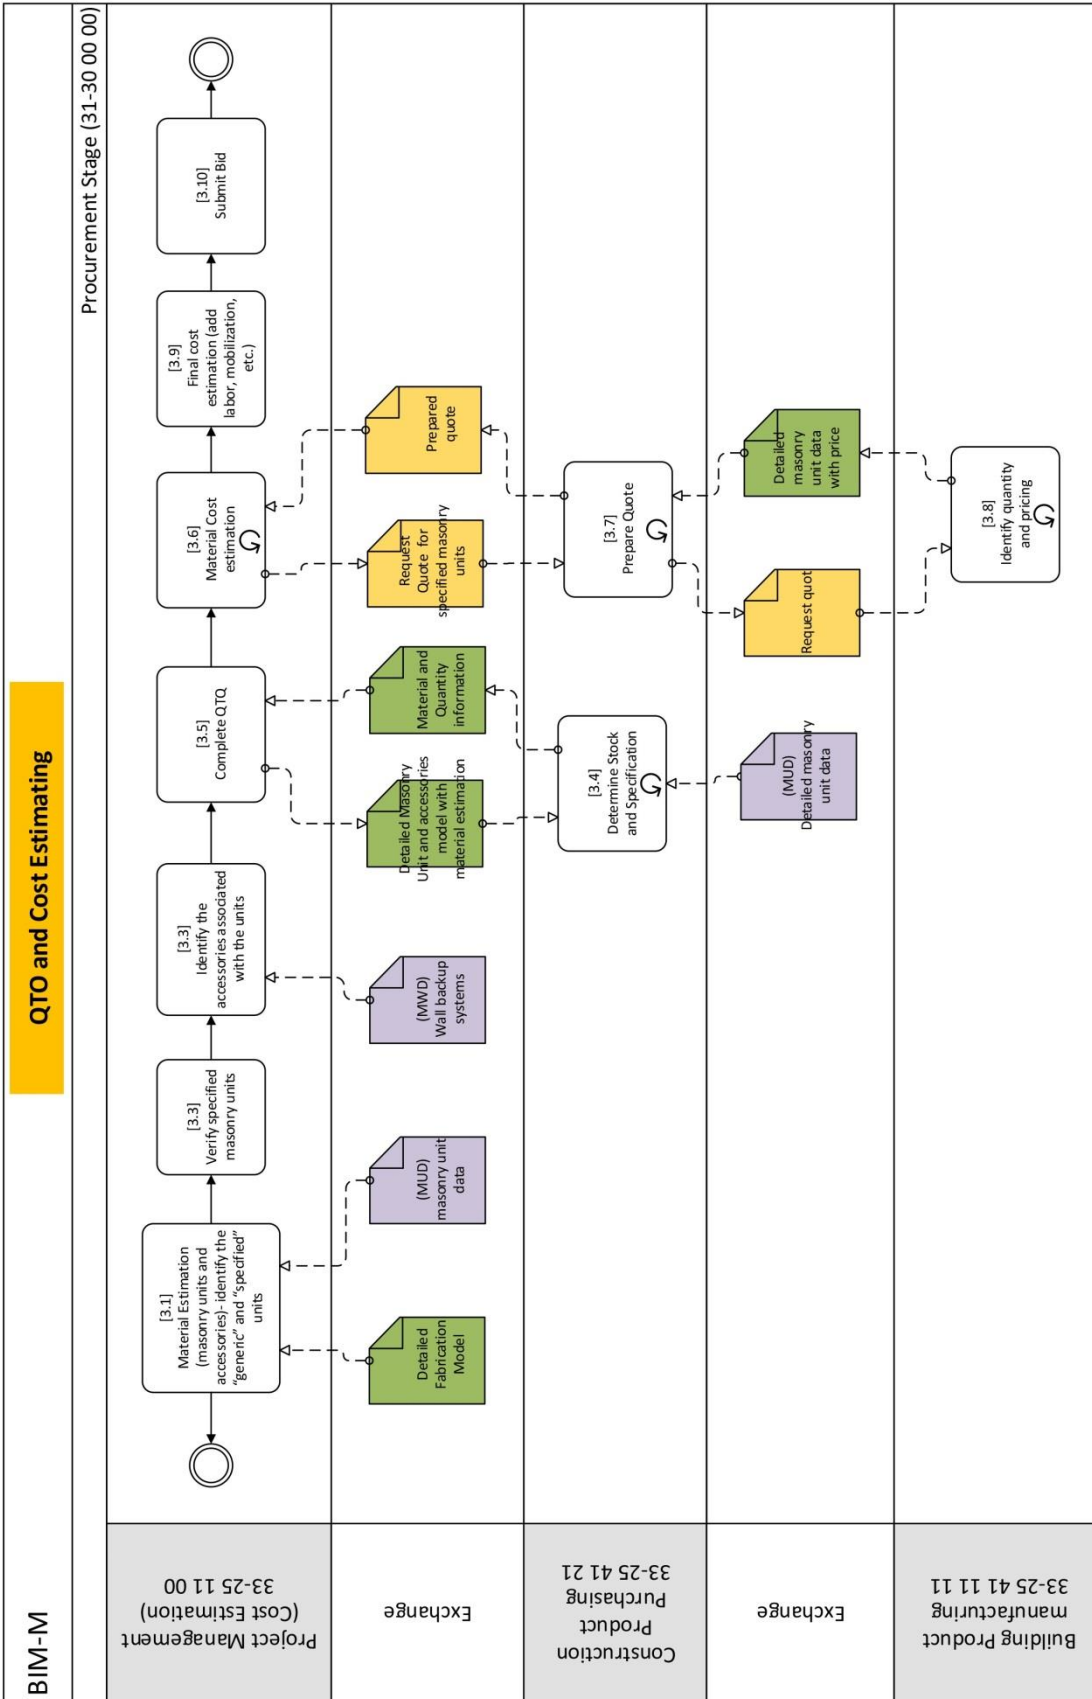 BIM-M
QTO and Cost Estimating
Procurement Stage (31-30 00 00)
Project Management
(Cost Estimation)
33-25 11 00
[3.1]
Material Estimation
(masonry units and
accessories)- identify the
“generic” and “specified”
units
[3.3]
Verify specified
masonry units
[3.3]
Identify the
accessories associated
with the units
[3.5]
Complete QTQ
[3.6]
Material Cost
estimation
[3.9]
Final cost
estimation (add
labor, mobilization,
etc.)
[3.10]
Submit Bid
Exchange
Detailed
Fabrication
Model
(MUD)
masonry unit
data
(MWD)
Wall backup
systems
Detailed Masonry
Unit and accessories
model with
material estimation
Material and
Quantity
information
Request
Quote for
specified masonry
units
Prepared
quote
Construction
Product
Purchasing
33-25 41 21
[3.4]
Determine Stock
and Specification
[3.7]
Prepare Quote
Exchange
(MUD)
Detailed masonry
unit data
Request quot
Detailed
masonry
unit data
with price
Building Product
manufacturing
33-25 41 11 11
[3.8]
Identify quantity
and pricing